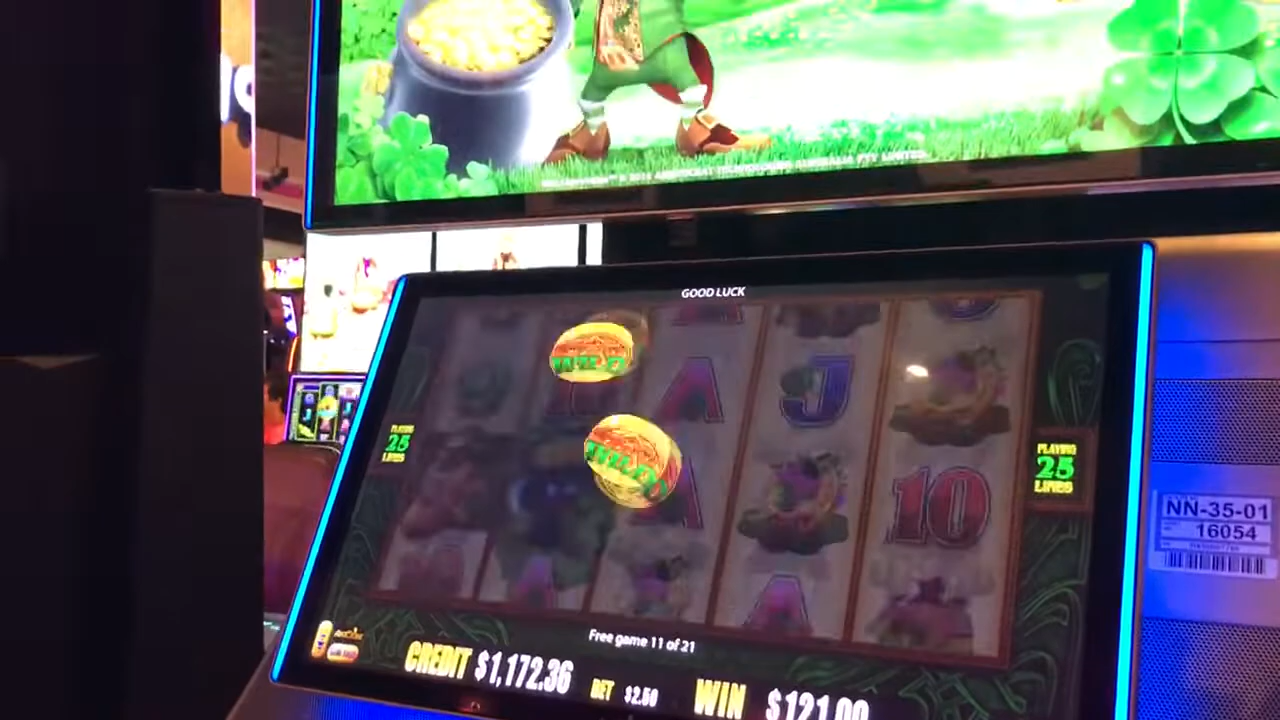 GOOD LUCK
A
J
PLAYING
25
LINES
PLAYING
25
LINES
A
10
A
NN-35-01
16054
Free game 11 of 21
CREDIT $1,172.36
BET $2.50
WIN $121.00